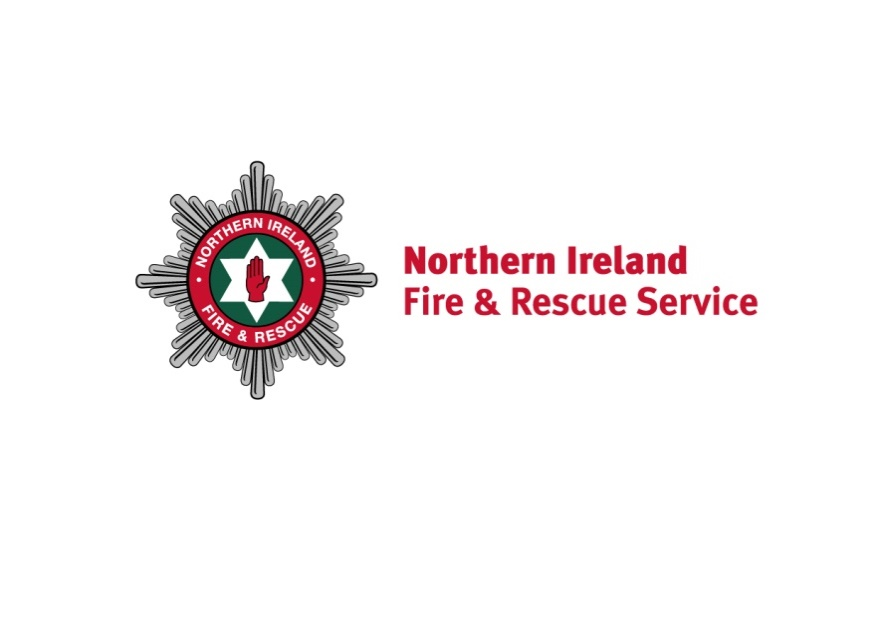 NORTHERN IRELAND
FIRE & RESCUE
Northern Ireland
Fire & Rescue Service